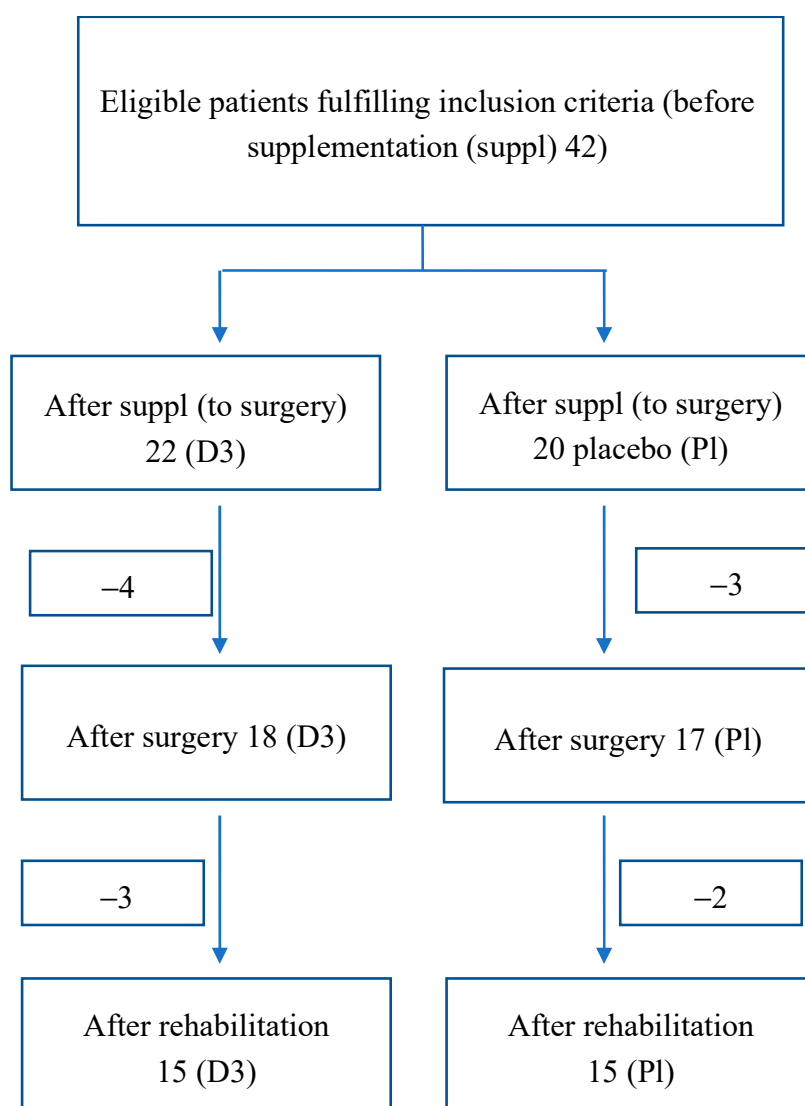 Eligible patients fulfilling inclusion criteria (before
supplementation (suppl) 42)
After suppl (to surgery)
22 (D3)
After suppl (to surgery)
20 placebo (Pl)
−4
−3
After surgery 18 (D3)
After surgery 17 (Pl)
−3
−2
After rehabilitation
15 (D3)
After rehabilitation
15 (Pl)